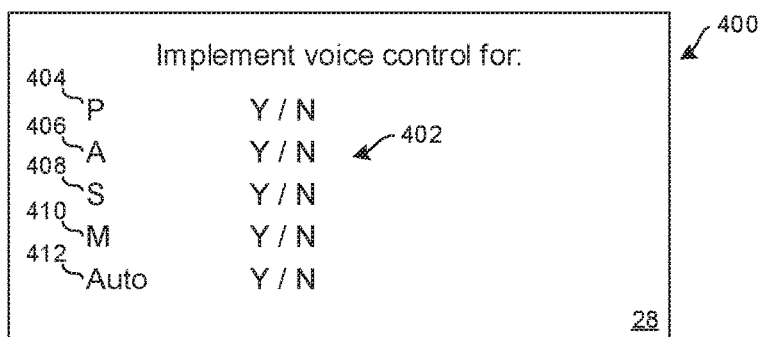 400
Implement voice control for:
404
P Y / N
406
A Y / N
402
408
S Y / N
410
M Y / N
412
Auto Y / N
28